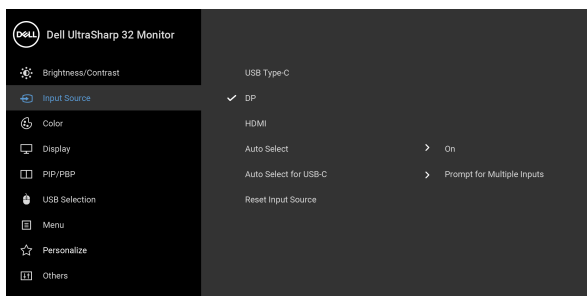 DELL Dell UltraSharp 32 Monitor
Brightness/Contrast
USB Type-C
Input Source
DP
Color
HDMI
Display
Auto Select
On
PIP/PBP
Auto Select for USB-C
Prompt for Multiple Inputs
USB Selection
Reset Input Source
Menu
Personalize
Others